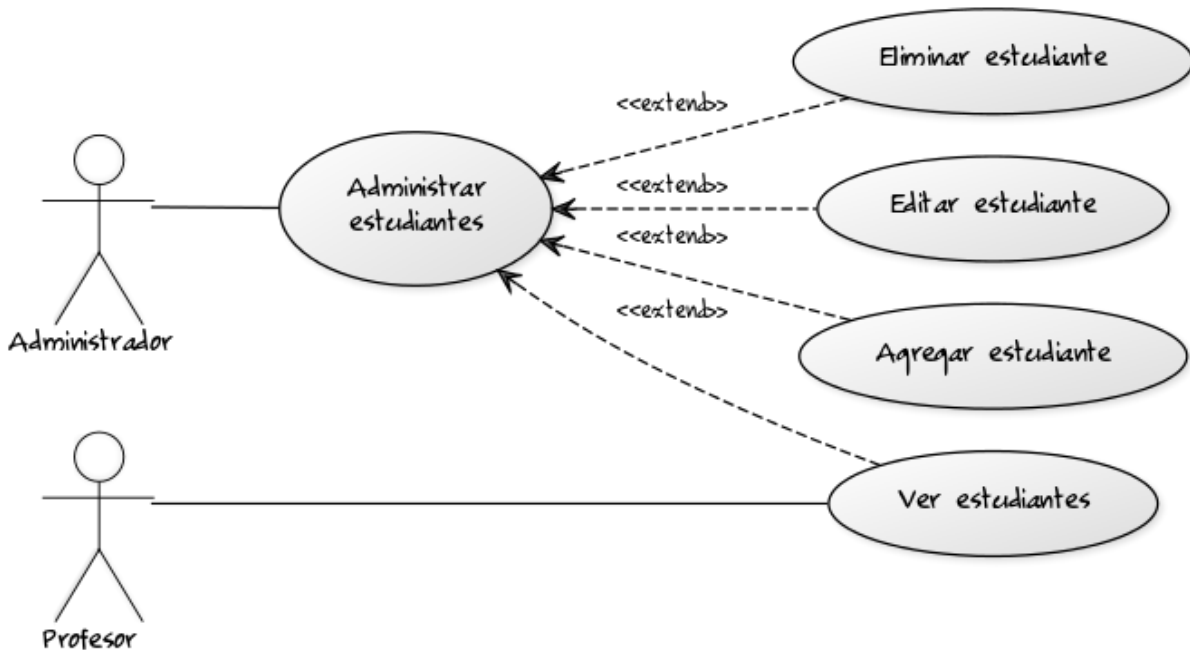 Eliminar estudiante
<<extend>>
Administrar
estudiantes
<<extend>>
Editar estudiante
<<extend>>
<<extend>>
Administrador
Agregar estudiante
Ver estudiantes
Profesor